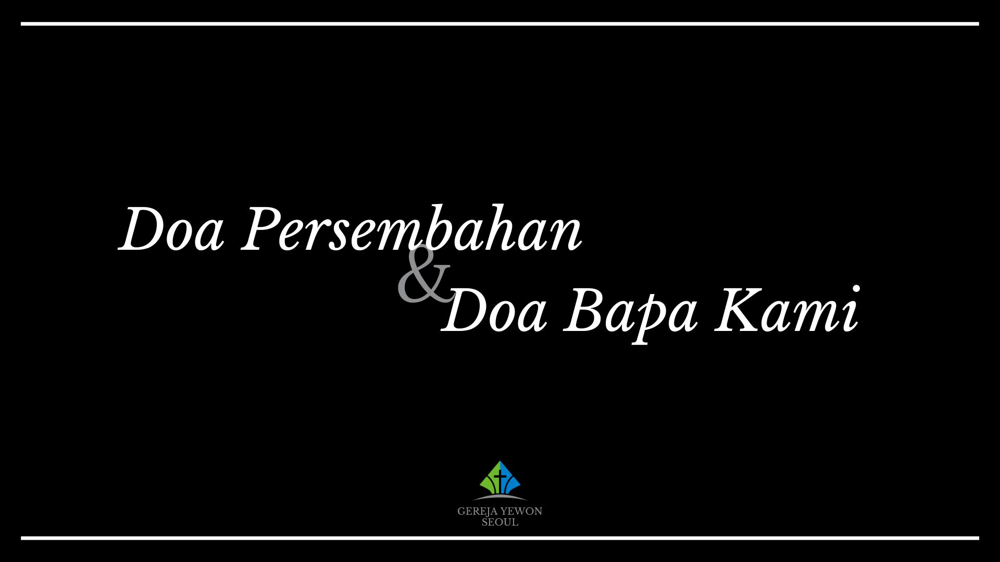 Doa Persembahan
&
Doa Bapa Kami
GEREJA YEWON
SEOUL